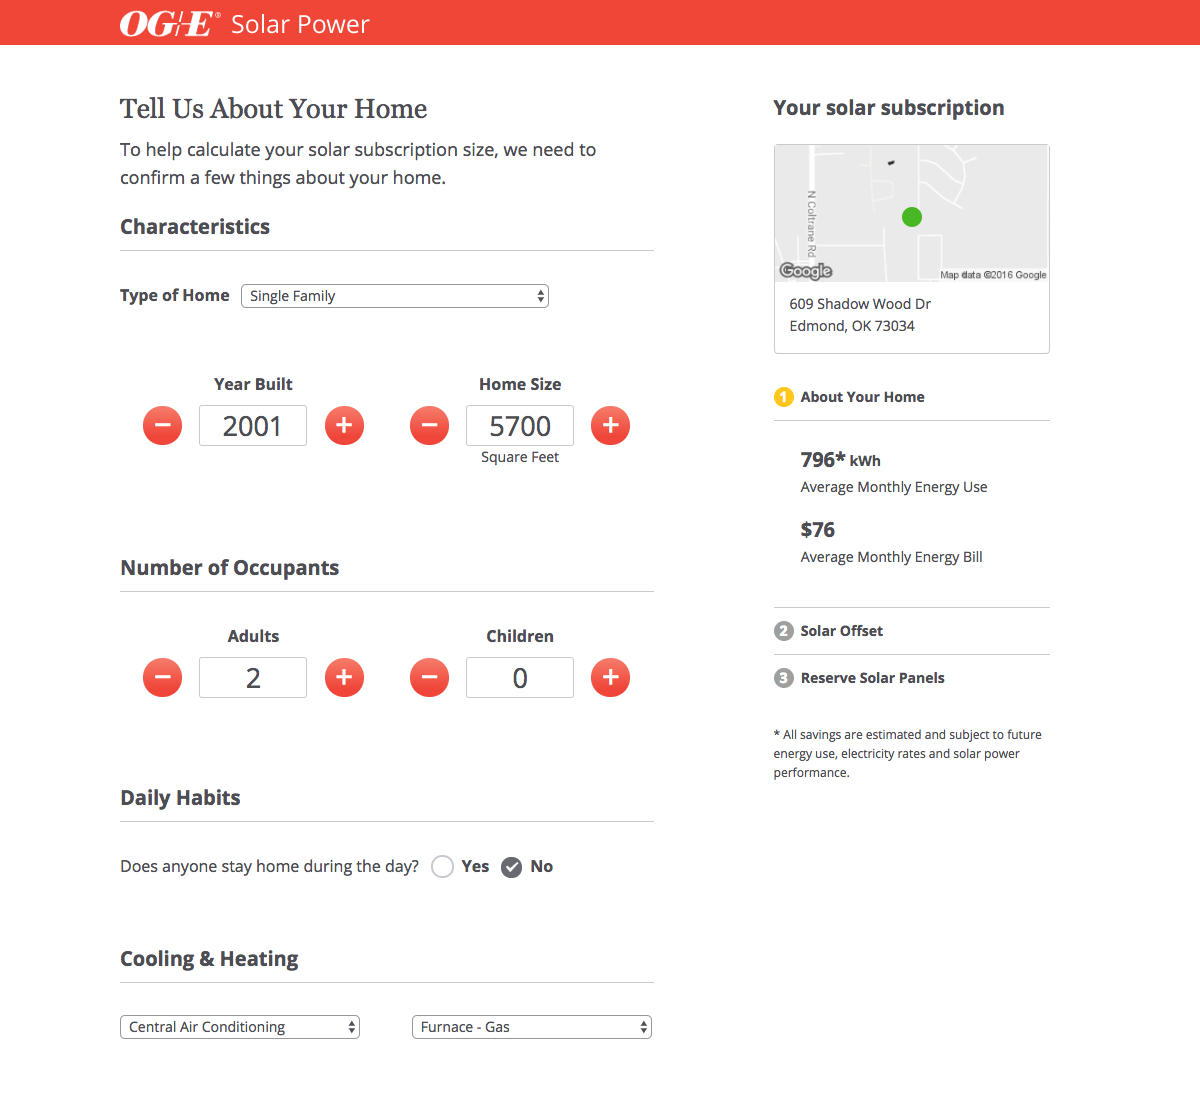 OG+E® Solar Power
Tell Us About Your Home
To help calculate your solar subscription size, we need to
confirm a few things about your home.
Characteristics
Type of Home Single Family
Year Built
− 2001 +
Home Size
− 5700 +
Square Feet
Number of Occupants
Adults
− 2 +
Children
− 0 +
Daily Habits
Does anyone stay home during the day? Yes No
Cooling & Heating
Central Air Conditioning
Furnace - Gas
Your solar subscription
N Coltrane Rd
Google
Map data ©2016 Google
609 Shadow Wood Dr
Edmond, OK 73034
1 About Your Home
796* kWh
Average Monthly Energy Use
$76
Average Monthly Energy Bill
2 Solar Offset
3 Reserve Solar Panels
* All savings are estimated and subject to future
energy use, electricity rates and solar power
performance.